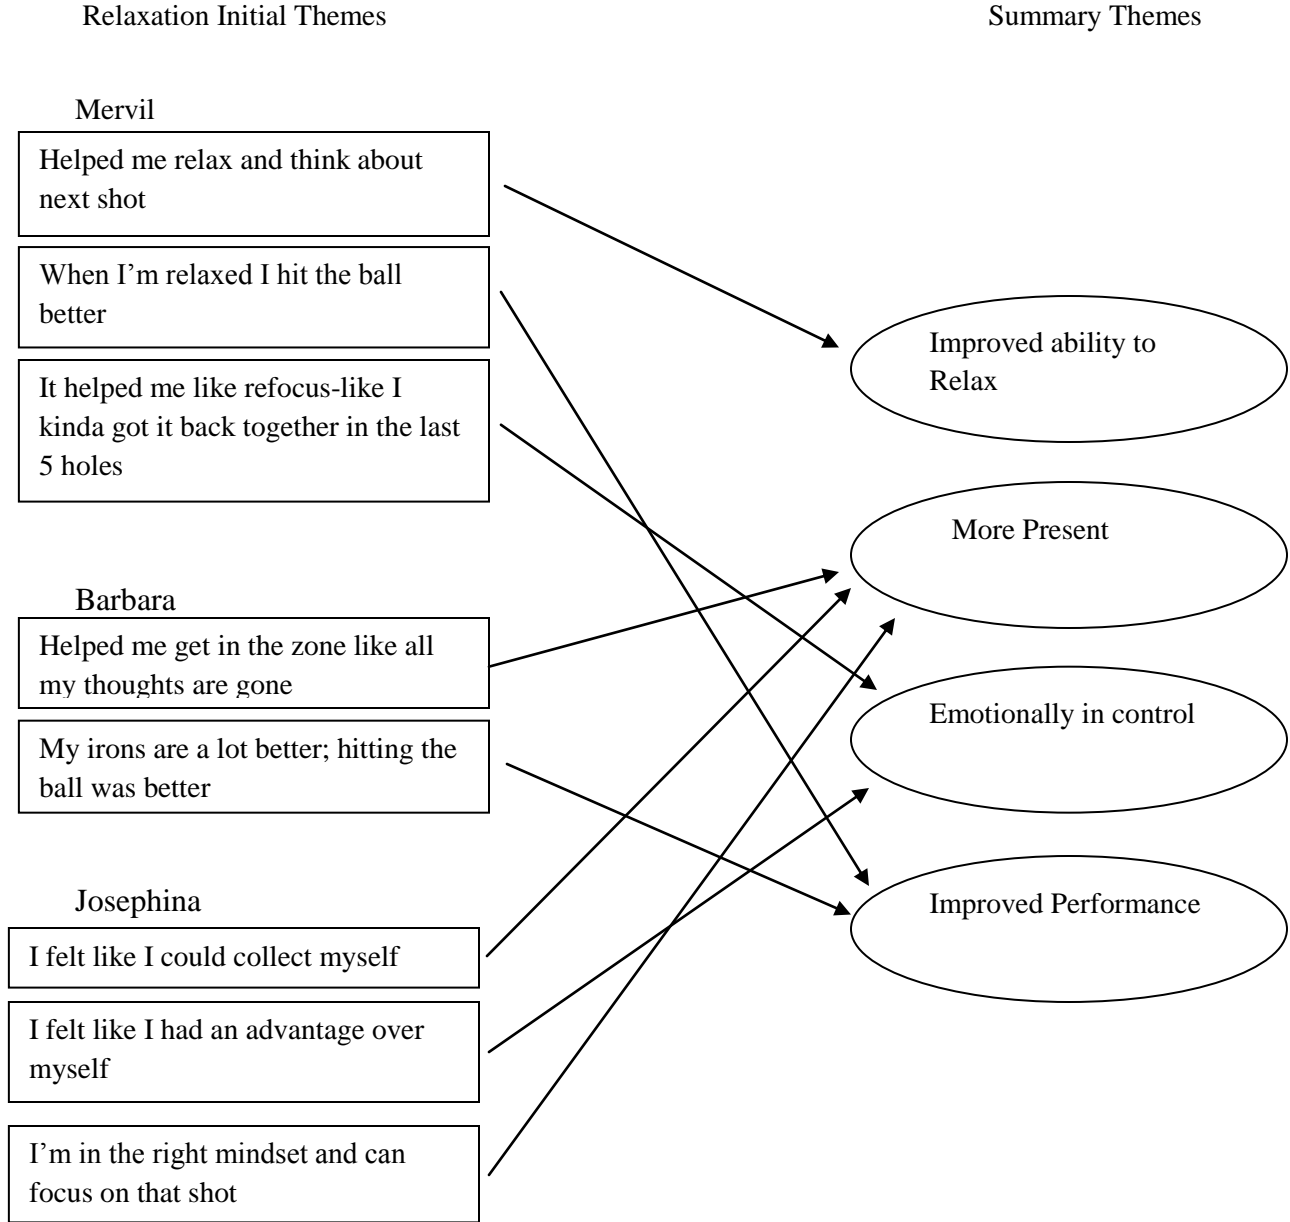 Relaxation Initial Themes
Summary Themes
Mervil
Helped me relax and think about
next shot
When I’m relaxed I hit the ball
better
It helped me like refocus-like I
kinda got it back together in the last
5 holes
Barbara
Helped me get in the zone like all
my thoughts are gone
My irons are a lot better; hitting the
ball was better
Josephina
I felt like I could collect myself
I felt like I had an advantage over
myself
I’m in the right mindset and can
focus on that shot
Improved ability to
Relax
More Present
Emotionally in control
Improved Performance